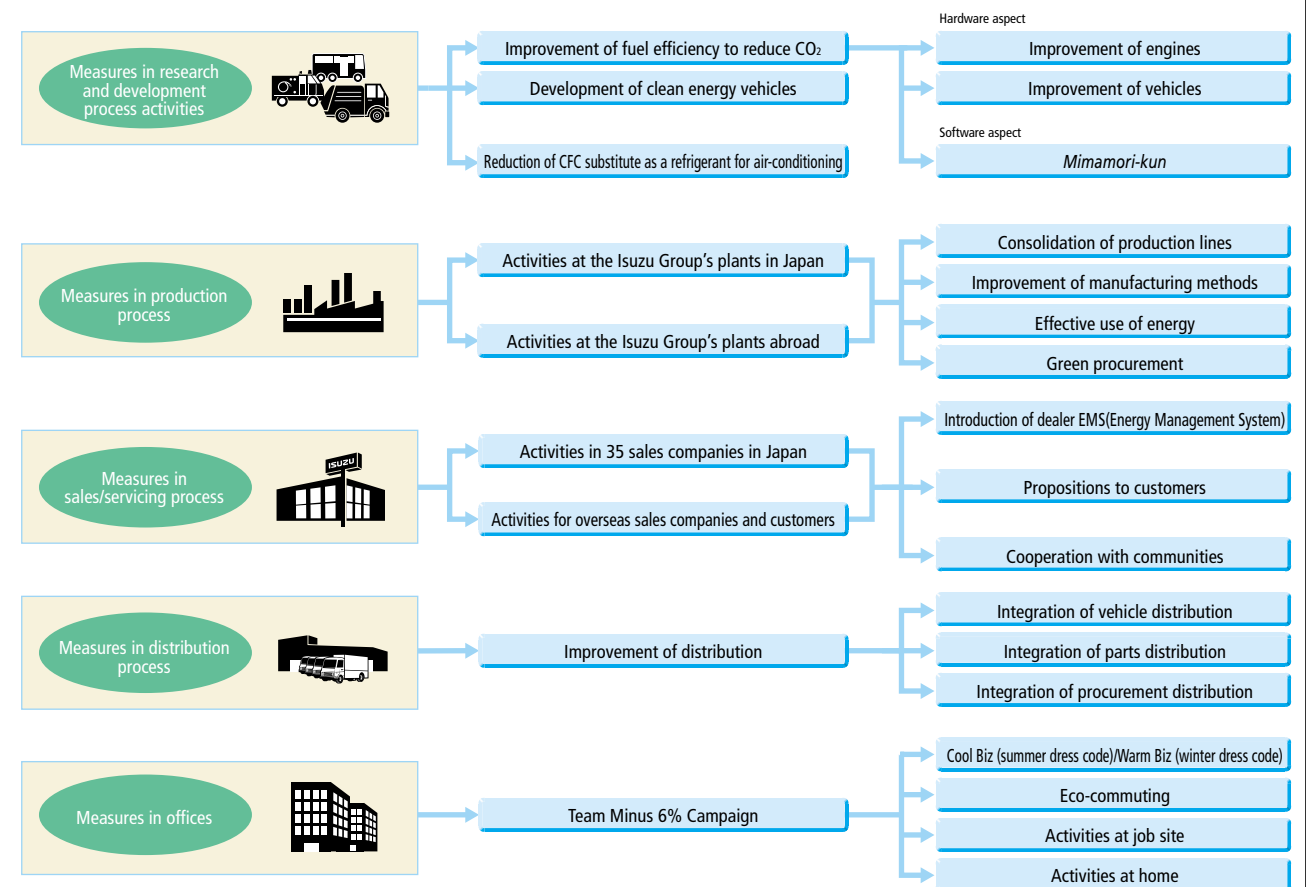 Measures in research
and development
process activities
Improvement of fuel efficiency to reduce CO₂
Development of clean energy vehicles
Reduction of CFC substitute as a refrigerant for air-conditioning
Hardware aspect
Improvement of engines
Improvement of vehicles
Software aspect
Mimamori-kun
Measures in production
process
Activities at the Isuzu Group's plants in Japan
Activities at the Isuzu Group's plants abroad
Consolidation of production lines
Improvement of manufacturing methods
Effective use of energy
Green procurement
Measures in
sales/servicing process
ISUZU
Activities in 35 sales companies in Japan
Activities for overseas sales companies and customers
Introduction of dealer EMS(Energy Management System)
Propositions to customers
Cooperation with communities
Measures in distribution
process
Improvement of distribution
Integration of vehicle distribution
Integration of parts distribution
Integration of procurement distribution
Measures in offices
Team Minus 6% Campaign
Cool Biz (summer dress code)/Warm Biz (winter dress code)
Eco-commuting
Activities at job site
Activities at home